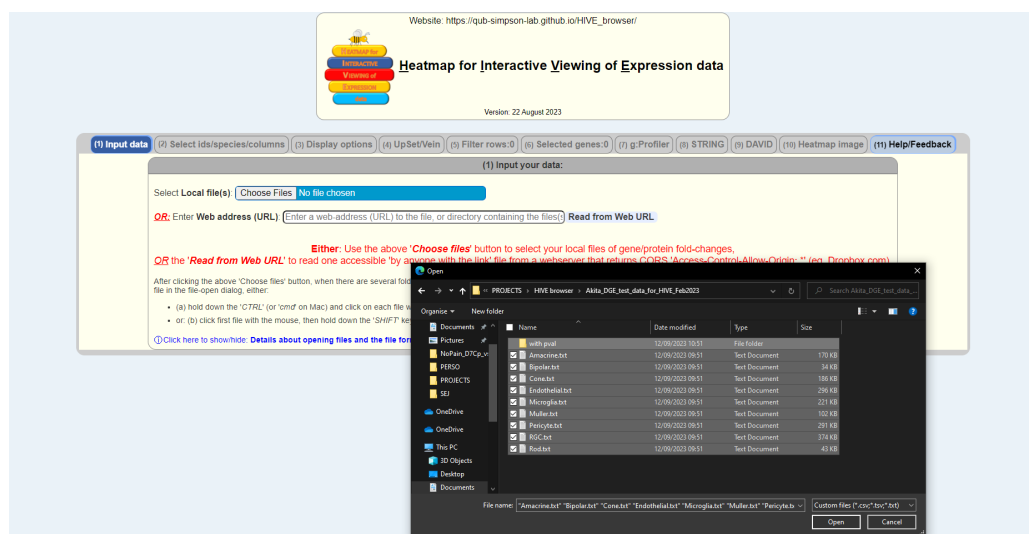 Website: https://qub-simpson-lab.github.io/HIVE_browser/
HEATMAP for
INTERACTIVE
VIEWING of
EXPRESSION
Heatmap for Interactive Viewing of Expression data
Version: 22 August 2023
(1) Input data (2) Select ids/species/columns (3) Display options (4) UpSet/Vein (5) Filter rows:0 (6) Selected genes:0 (7) g:Profiler (8) STRING (9) DAVID (10) Heatmap image (11) Help/Feedback
(1) Input your data:
Select Local file(s): Choose Files No file chosen
OR: Enter Web address (URL): Enter a web-address (URL) to the file, or directory containing the files(s Read from Web URL
Either: Use the above 'Choose files' button to select your local files of gene/protein fold-changes,
OR the 'Read from Web URL' to read one accessible 'by anyone with the link' file from a webserver that returns CORS 'Access-Control-Allow-Origin: *' (eg. Dropbox.com)
After clicking the above 'Choose files' button, when there are several fold
file in the file-open dialog, either:
• (a) hold down the 'CTRL' (or 'cmd' on Mac) and click on each file w
• or: (b) click first file with the mouse, then hold down the 'SHIFT' ke
Click here to show/hide: Details about opening files and the file for
Open
« PROJECTS › HIVE browser › Akita_DGE_test_data_for_HIVE_Feb2023
Search Akita_DGE_test_data_...
Organise New folder
Name Date modified Type Size
Documents
Pictures
NoPain_D7Cp_v
PERSO
PROJECTS
SEJ
OneDrive
OneDrive
This PC
3D Objects
Desktop
Documents
with pval 12/09/2023 10:51 File folder
Amacrine.txt 12/09/2023 09:51 Text Document 170 KB
Bipolar.txt 12/09/2023 09:51 Text Document 34 KB
Cone.txt 12/09/2023 09:51 Text Document 186 KB
Endothelial.txt 12/09/2023 09:51 Text Document 296 KB
Microglia.txt 12/09/2023 09:51 Text Document 221 KB
Muller.txt 12/09/2023 09:51 Text Document 102 KB
Pericyte.txt 12/09/2023 09:51 Text Document 291 KB
RGC.txt 12/09/2023 09:51 Text Document 374 KB
Rod.txt 12/09/2023 09:51 Text Document 43 KB
File name: "Amacrine.txt" "Bipolar.txt" "Cone.txt" "Endothelial.txt" "Microglia.txt" "Muller.txt" "Pericyte.tx
Custom files (*.csv;*.tsv;*.txt)
Open Cancel